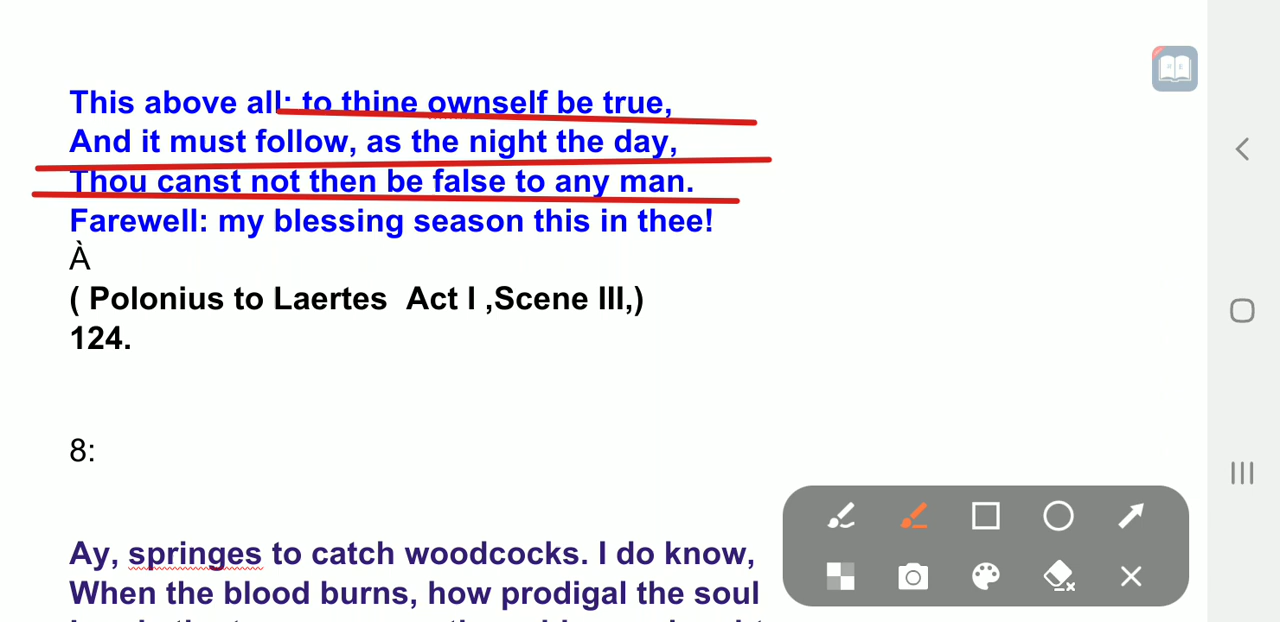 This above all: to thine ownself be true,
And it must follow, as the night the day,
Thou canst not then be false to any man.
Farewell: my blessing season this in thee!
À
( Polonius to Laertes  Act I ,Scene III,)
124.
8:
Ay, springes to catch woodcocks. I do know,
When the blood burns, how prodigal the soul